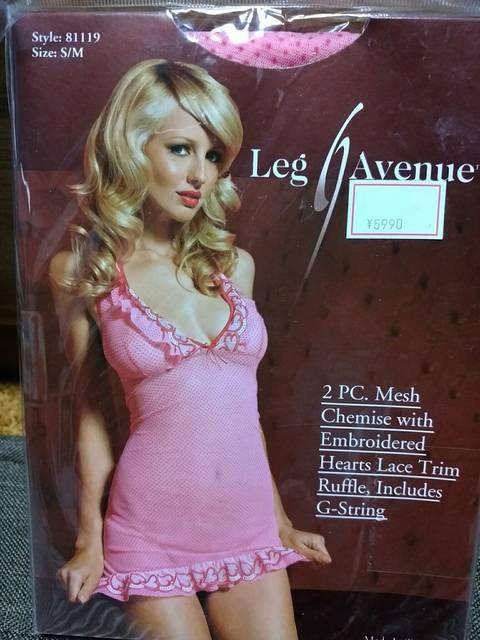 Style: 81119
Size: S/M
Leg Avenue
¥5990
2 PC. Mesh
Chemise with
Embroidered
Hearts Lace Trim
Ruffle, Includes
G-String